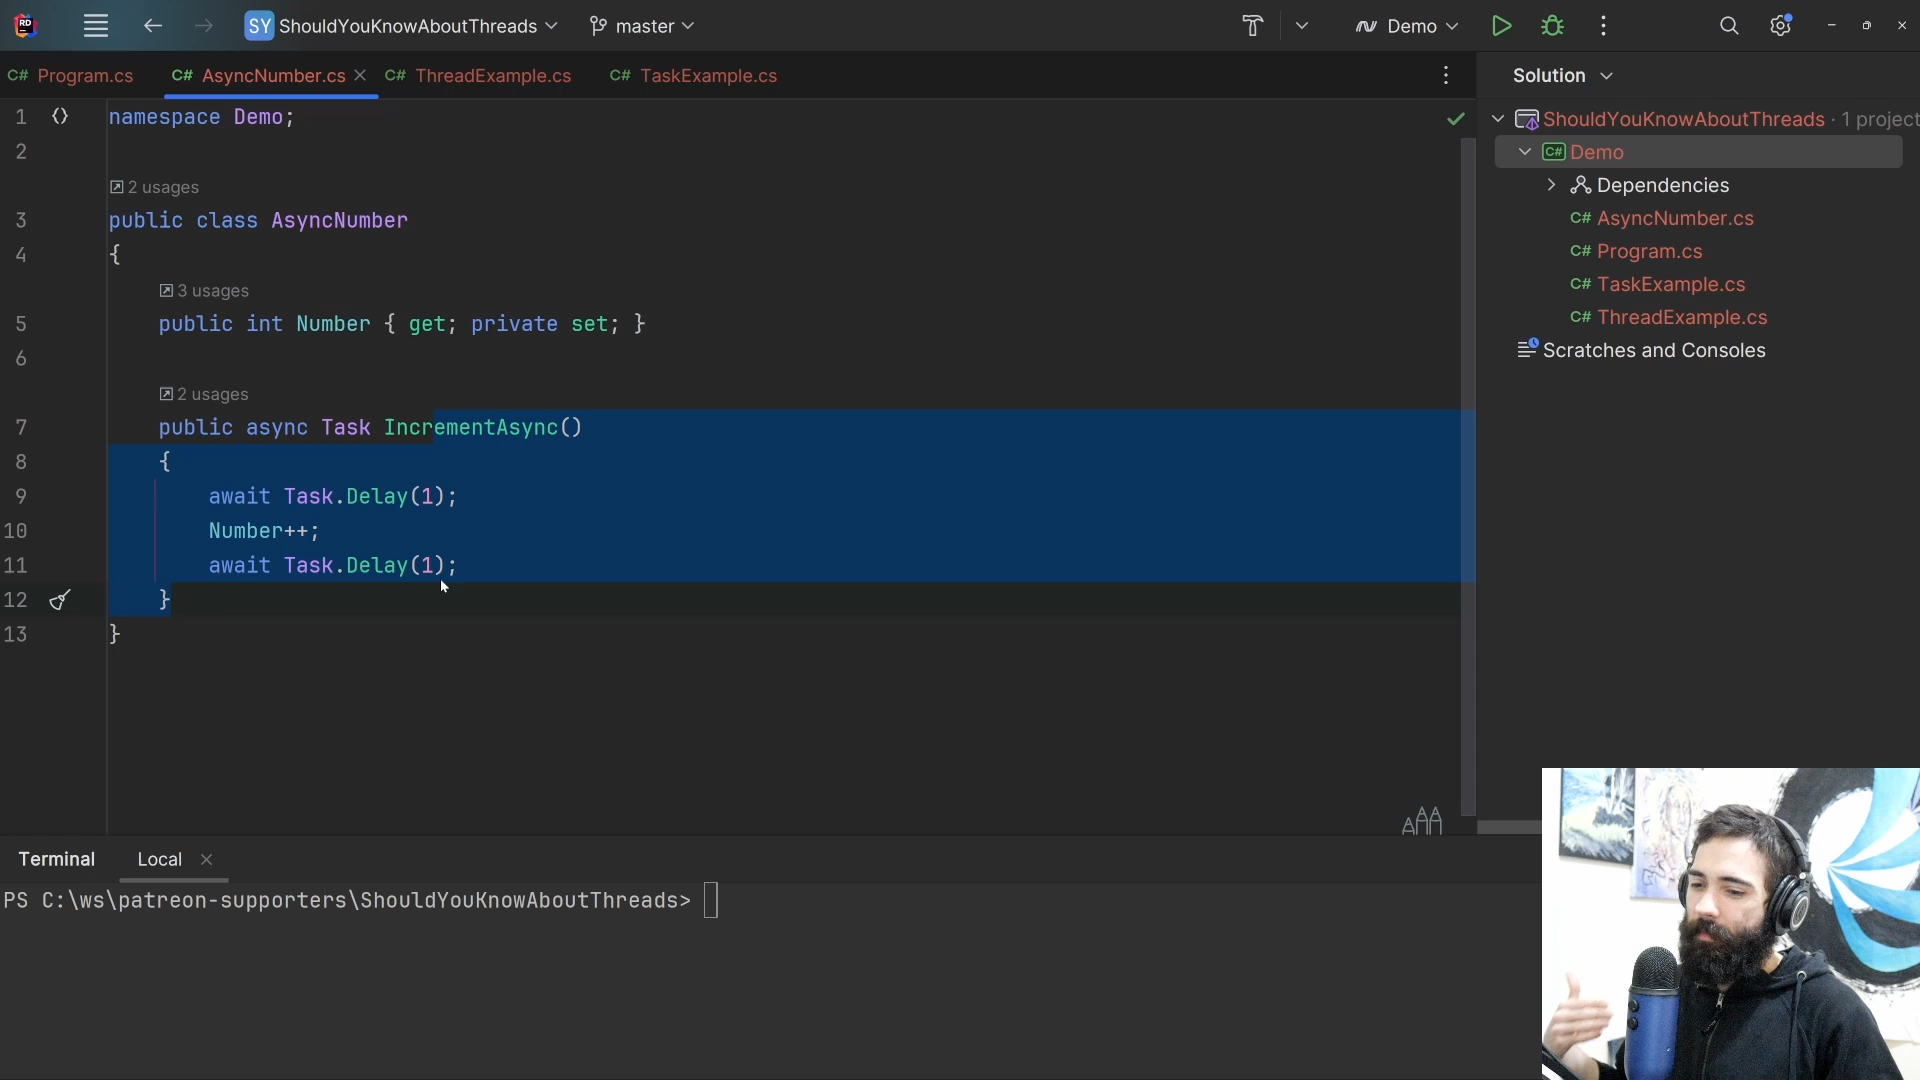 RD
SY ShouldYouKnowAboutThreads
master
Demo
C# Program.cs
C# AsyncNumber.cs
C# ThreadExample.cs
C# TaskExample.cs
1 namespace Demo;
2
2 usages
3 public class AsyncNumber
4 {
3 usages
5 public int Number { get; private set; }
6
2 usages
7 public async Task IncrementAsync()
8 {
9 await Task.Delay(1);
10 Number++;
11 await Task.Delay(1);
12 }
13 }
Solution
ShouldYouKnowAboutThreads · 1 project
C# Demo
Dependencies
C# AsyncNumber.cs
C# Program.cs
C# TaskExample.cs
C# ThreadExample.cs
Scratches and Consoles
Terminal
Local
PS C:\ws\patreon-supporters\ShouldYouKnowAboutThreads>